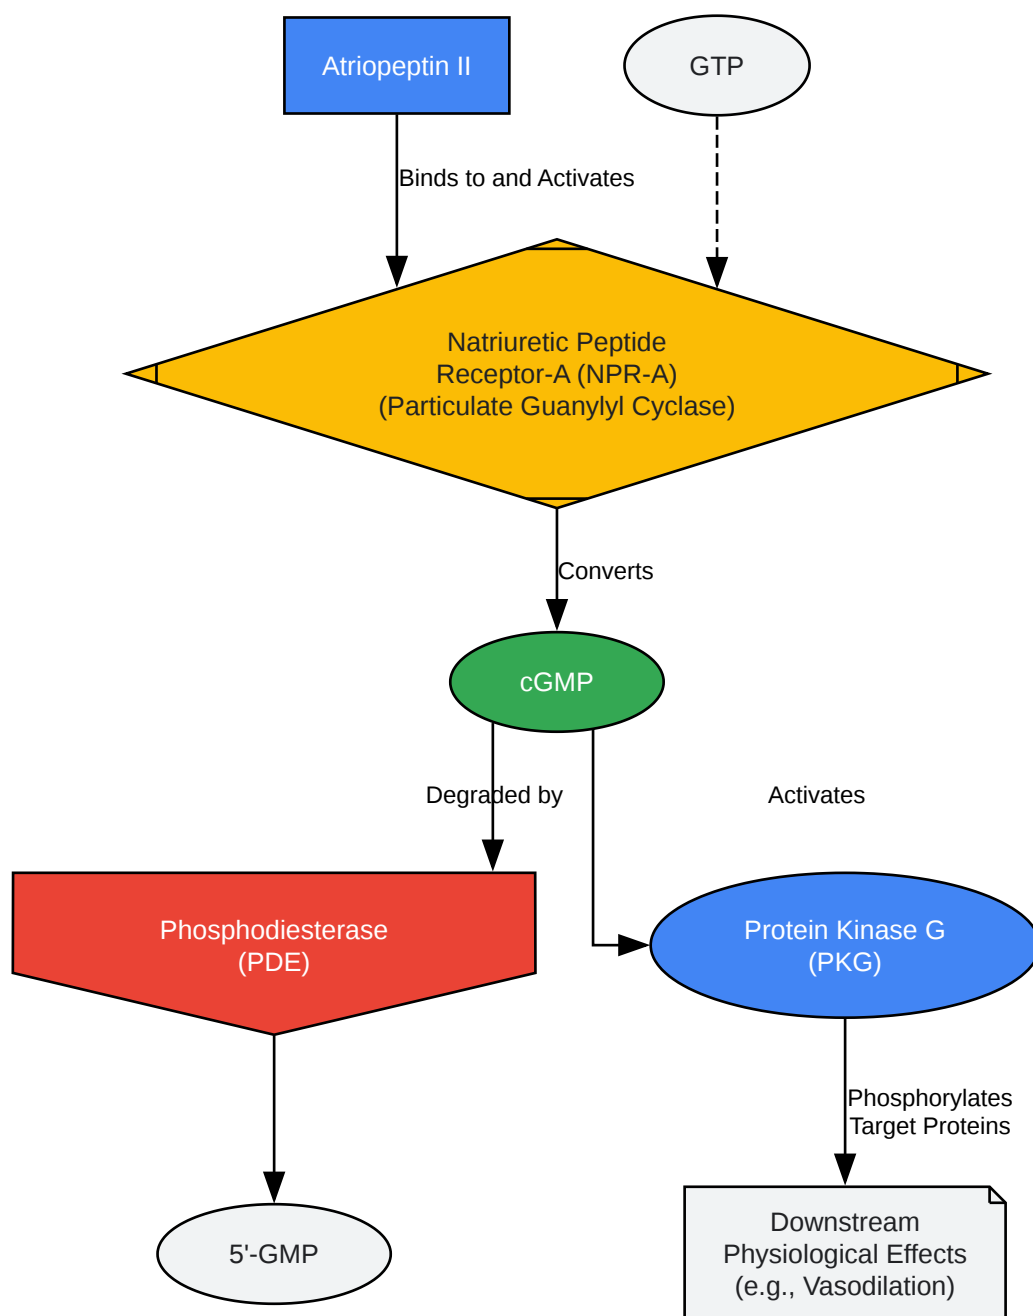 Atriopeptin II
GTP
Binds to and Activates
Natriuretic Peptide
Receptor-A (NPR-A)
(Particulate Guanylyl Cyclase)
Converts
cGMP
Degraded by
Activates
Phosphodiesterase
(PDE)
Protein Kinase G
(PKG)
Phosphorylates
Target Proteins
5'-GMP
Downstream
Physiological Effects
(e.g., Vasodilation)